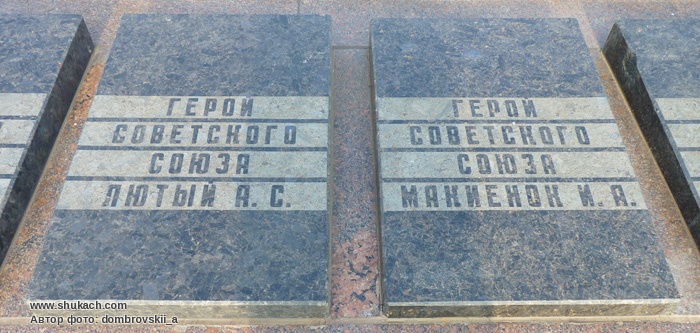 ГЕРОЙ
СОВЕТСКОГО
СОЮЗА
ЛЮТЫЙ А. С.
ГЕРОЙ
СОВЕТСКОГО
СОЮЗА
МАКИЕНОК И. А.
www.shukach.com
Автор фото: dombrovskii_a